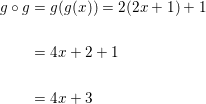 g ∘ g = g(g(x)) = 2(2x + 1) + 1
= 4x + 2 + 1
= 4x + 3